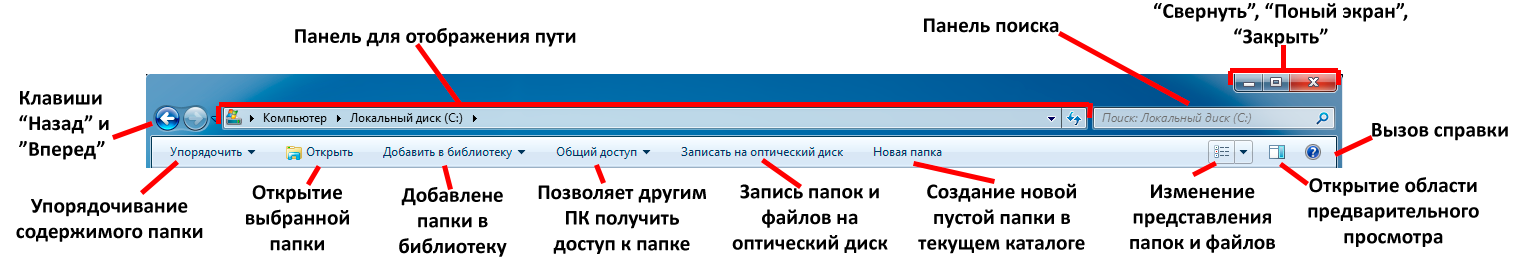 “Свернуть”, “Поный экран”,
“Закрыть”
Панель поиска
Панель для отображения пути
Клавиши
“Назад” и
”Вперед”
Компьютер
Локальный диск (C:)
Поиск: Локальный диск (C:)
Вызов справки
Упорядочить
Открыть
Добавить в библиотеку
Общий доступ
Записать на оптический диск
Новая папка
Упорядочивание
содержимого папки
Открытие
выбранной
папки
Добавлене
папки в
библиотеку
Позволяет другим
ПК получить
доступ к папке
Запись папок и
файлов на
оптический диск
Создание новой
пустой папки в
текущем каталоге
Изменение
представления
папок и файлов
Открытие области
предварительного
просмотра